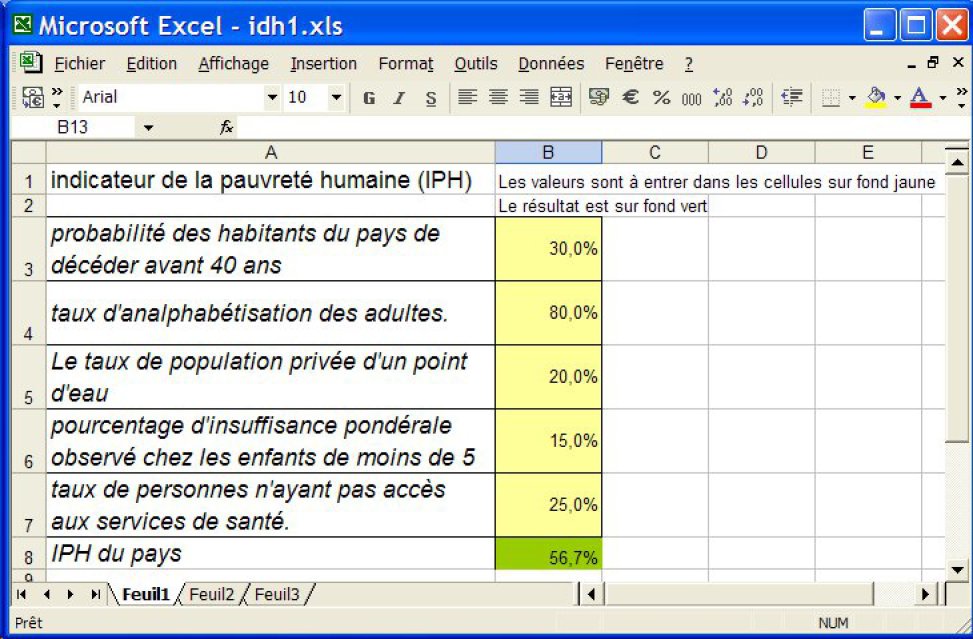 Microsoft Excel - idh1.xls
Fichier Edition Affichage Insertion Format Outils Données Fenêtre ?
Arial 10 G I S € % 000
B13 fx
A B C D E
1 indicateur de la pauvreté humaine (IPH) Les valeurs sont à entrer dans les cellules sur fond jaune
2 Le résultat est sur fond vert
probabilité des habitants du pays de
3 décéder avant 40 ans 30,0%
4 taux d'analphabétisation des adultes. 80,0%
Le taux de population privée d'un point
5 d'eau 20,0%
pourcentage d'insuffisance pondérale
6 observé chez les enfants de moins de 5 15,0%
taux de personnes n'ayant pas accès
7 aux services de santé. 25,0%
8 IPH du pays 56,7%
9
Feuil1 Feuil2 Feuil3
Prêt NUM